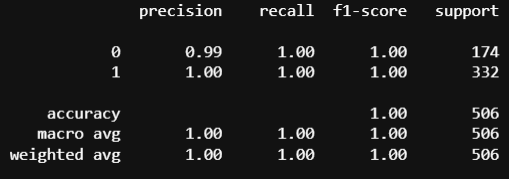 precision recall f1-score support
0 0.99 1.00 1.00 174
1 1.00 1.00 1.00 332
accuracy 1.00 506
macro avg 1.00 1.00 1.00 506
weighted avg 1.00 1.00 1.00 506